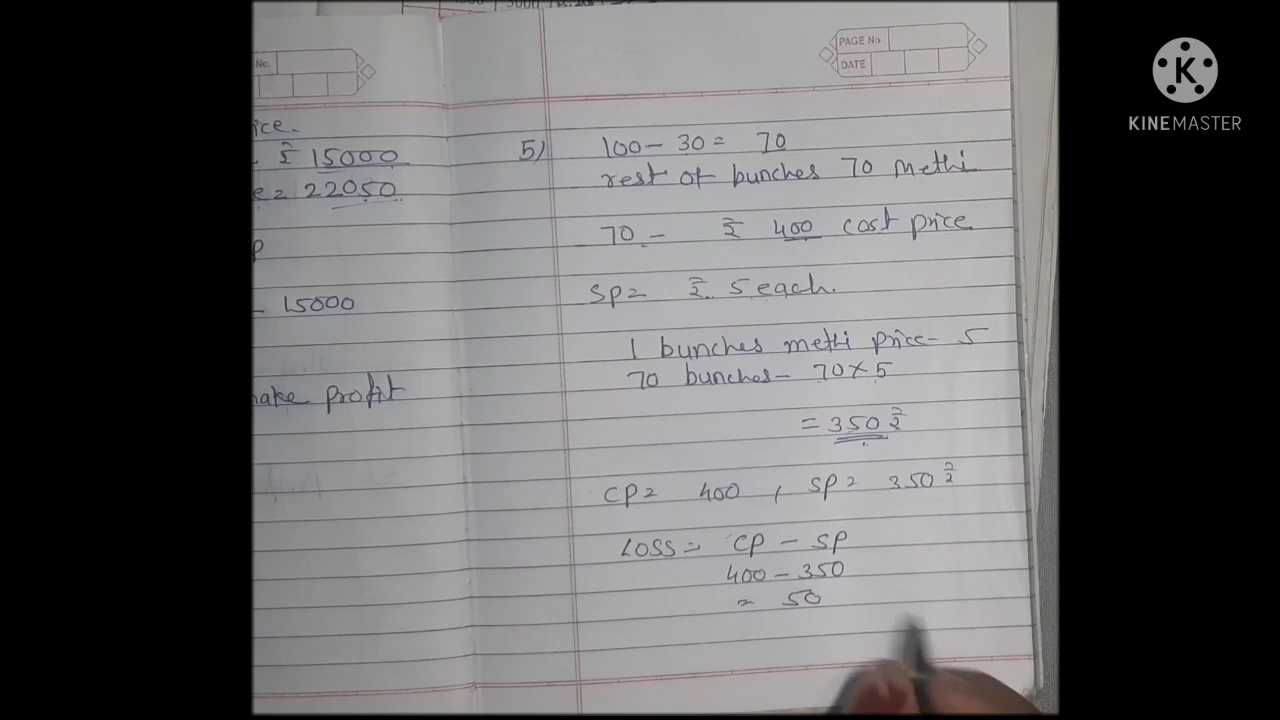 No.
ice.
- ₹ 15000
e = 22050
p
- 15000
make profit
PAGE No.
DATE
5) 100 - 30 = 70
rest of bunches 70 methi
70 - ₹ 400 cost price
SP = ₹ 5 each.
1 bunches methi price - 5
70 bunches - 70 x 5
= 350 ₹
CP = 400 , SP = 350 ₹
LOSS = CP - SP
400 - 350
= 50
K
KINEMASTER